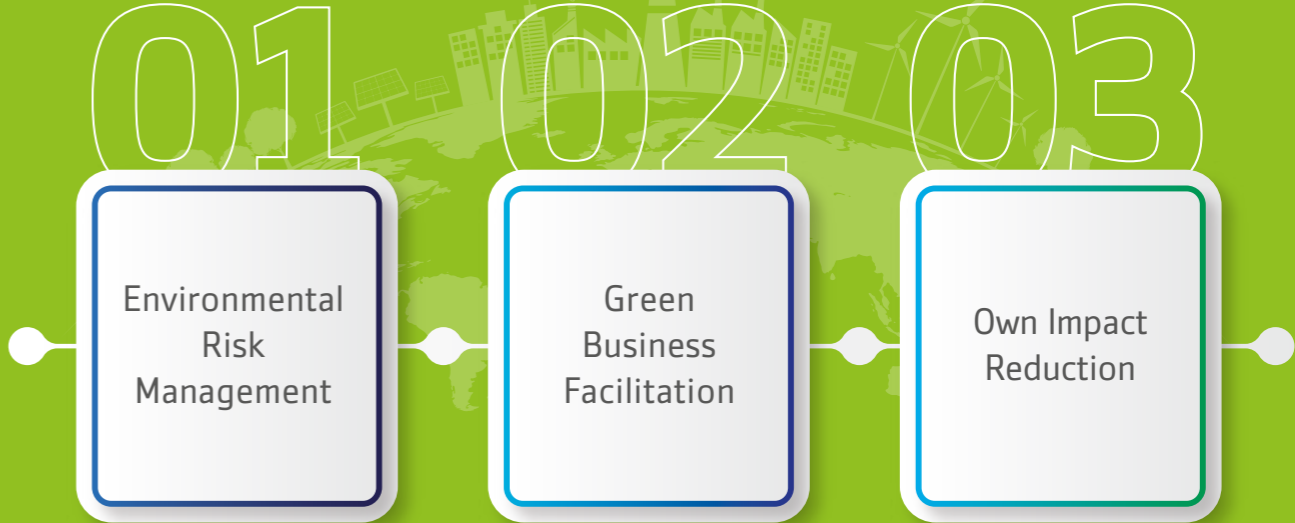 01
02
03
Environmental
Risk
Management
Green
Business
Facilitation
Own Impact
Reduction